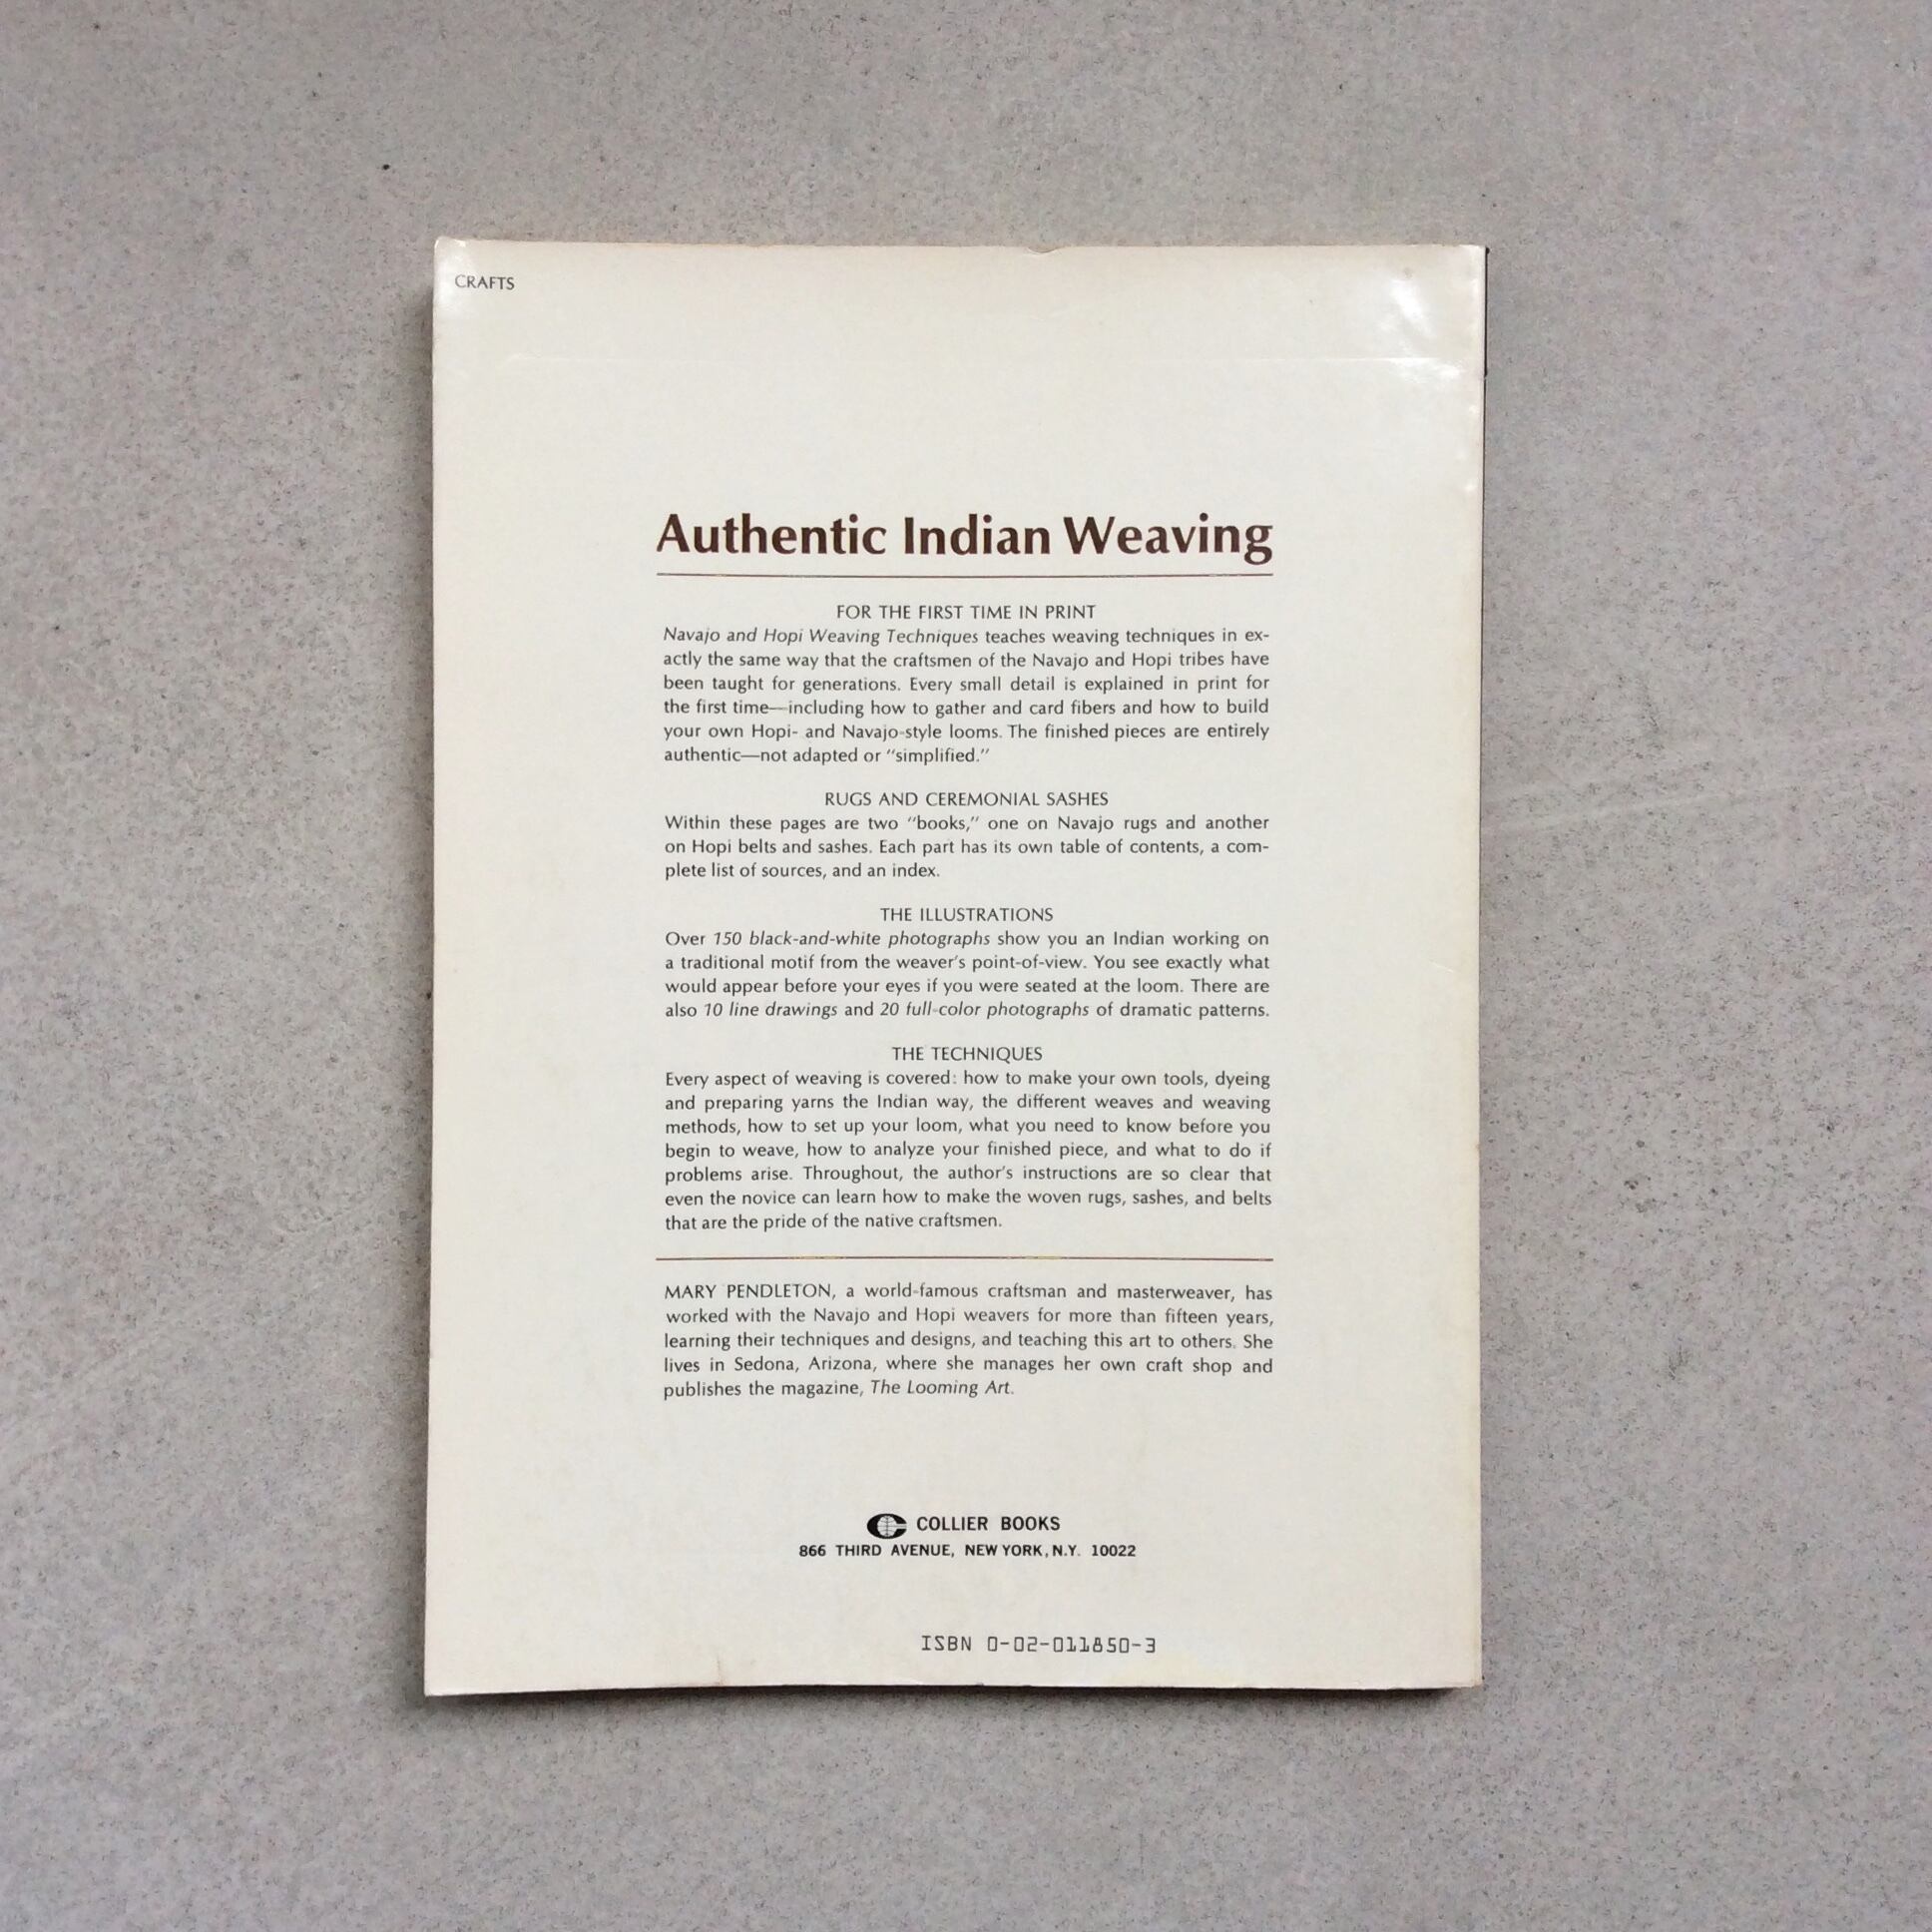 CRAFTS
Authentic Indian Weaving
FOR THE FIRST TIME IN PRINT
Navajo and Hopi Weaving Techniques teaches weaving techniques in ex-
actly the same way that the craftsmen of the Navajo and Hopi tribes have
been taught for generations. Every small detail is explained in print for
the first time—including how to gather and card fibers and how to build
your own Hopi- and Navajo-style looms. The finished pieces are entirely
authentic—not adapted or "simplified."
RUGS AND CEREMONIAL SASHES
Within these pages are two "books," one on Navajo rugs and another
on Hopi belts and sashes. Each part has its own table of contents, a com-
plete list of sources, and an index.
THE ILLUSTRATIONS
Over 150 black-and-white photographs show you an Indian working on
a traditional motif from the weaver's point-of-view. You see exactly what
would appear before your eyes if you were seated at the loom. There are
also 10 line drawings and 20 full-color photographs of dramatic patterns.
THE TECHNIQUES
Every aspect of weaving is covered: how to make your own tools, dyeing
and preparing yarns the Indian way, the different weaves and weaving
methods, how to set up your loom, what you need to know before you
begin to weave, how to analyze your finished piece, and what to do if
problems arise. Throughout, the author's instructions are so clear that
even the novice can learn how to make the woven rugs, sashes, and belts
that are the pride of the native craftsmen.
MARY PENDLETON, a world-famous craftsman and masterweaver, has
worked with the Navajo and Hopi weavers for more than fifteen years,
learning their techniques and designs, and teaching this art to others. She
lives in Sedona, Arizona, where she manages her own craft shop and
publishes the magazine, The Looming Art.
COLLIER BOOKS
866 THIRD AVENUE, NEW YORK, N.Y. 10022
ISBN 0-02-011850-3